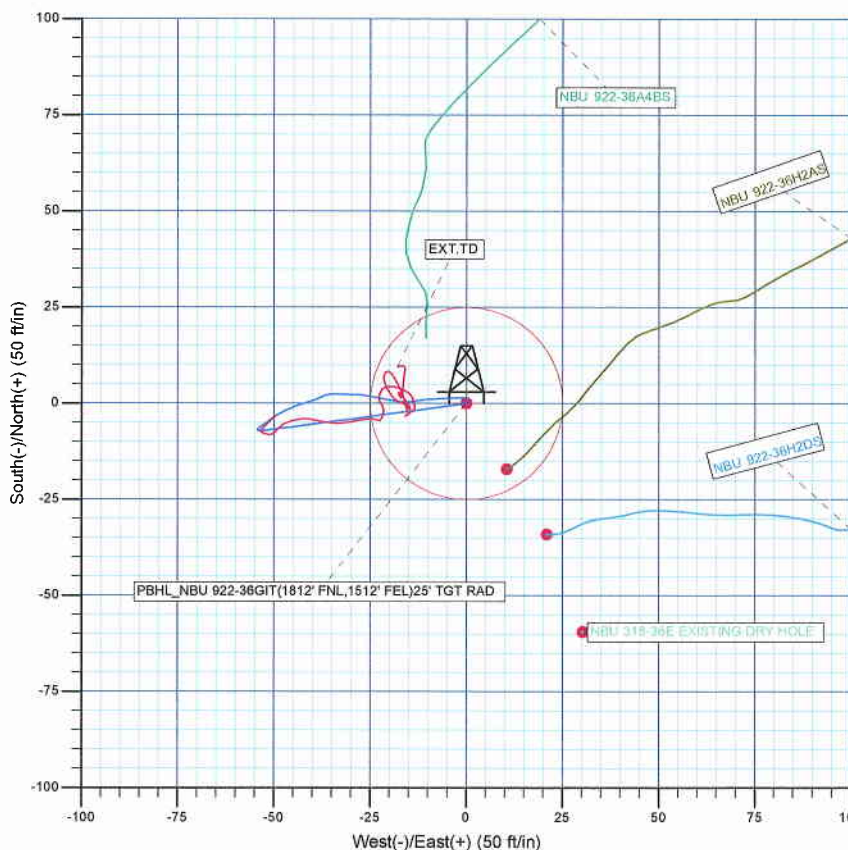 100
NBU 922-36A4BS
75
NBU 922-36H2AS
50
EXT.TD
25
0
NBU 922-36H2DS
-25
-50
PBHL_NBU 922-36GIT(1812' FNL,1512' FEL)25' TGT RAD
NBU 318-36E EXISTING DRY HOLE
-75
-100
-100 -75 -50 -25 0 25 50 75
South(-)/North(+) (50 ft/in)
West(-)/East(+) (50 ft/in)